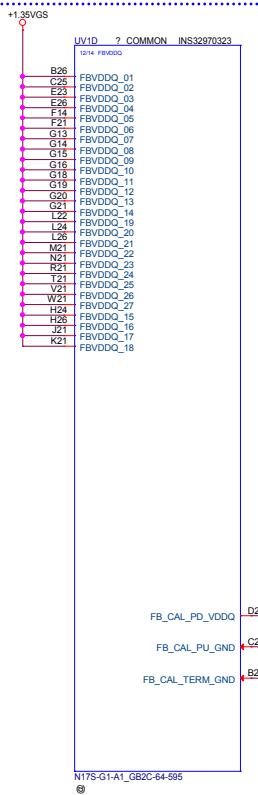 +1.35VGS
UV1D ? COMMON INS32970323
12/14 FBVDDQ
B26 FBVDDQ_01
C25 FBVDDQ_02
E23 FBVDDQ_03
E26 FBVDDQ_04
F14 FBVDDQ_05
F21 FBVDDQ_06
G13 FBVDDQ_07
G14 FBVDDQ_08
G15 FBVDDQ_09
G16 FBVDDQ_10
G18 FBVDDQ_11
G19 FBVDDQ_12
G20 FBVDDQ_13
G21 FBVDDQ_14
L22 FBVDDQ_19
L24 FBVDDQ_20
L26 FBVDDQ_21
M21 FBVDDQ_22
N21 FBVDDQ_23
R21 FBVDDQ_24
T21 FBVDDQ_25
V21 FBVDDQ_26
W21 FBVDDQ_27
H24 FBVDDQ_15
H26 FBVDDQ_16
J21 FBVDDQ_17
K21 FBVDDQ_18
FB_CAL_PD_VDDQ
FB_CAL_PU_GND
FB_CAL_TERM_GND
N17S-G1-A1_GB2C-64-595
@